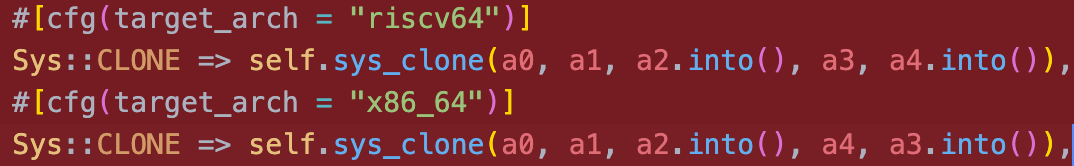 #[cfg(target_arch = "riscv64")]
Sys::CLONE => self.sys_clone(a0, a1, a2.into(), a3, a4.into()),
#[cfg(target_arch = "x86_64")]
Sys::CLONE => self.sys_clone(a0, a1, a2.into(), a4, a3.into()),